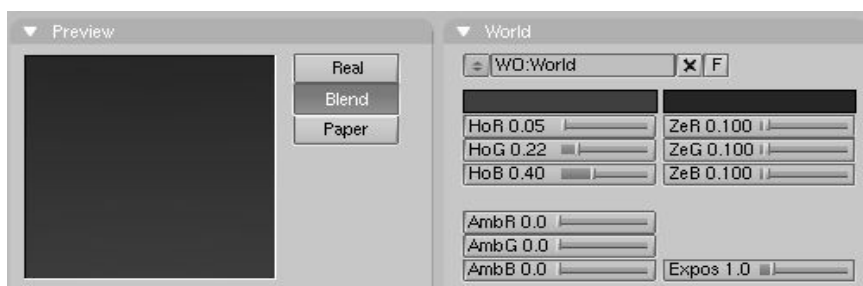 Preview
Real
Blend
Paper
World
WO:World
F
HoR 0.05
HoG 0.22
HoB 0.40
ZeR 0.100
ZeG 0.100
ZeB 0.100
AmbR 0.0
AmbG 0.0
AmbB 0.0
Expos 1.0